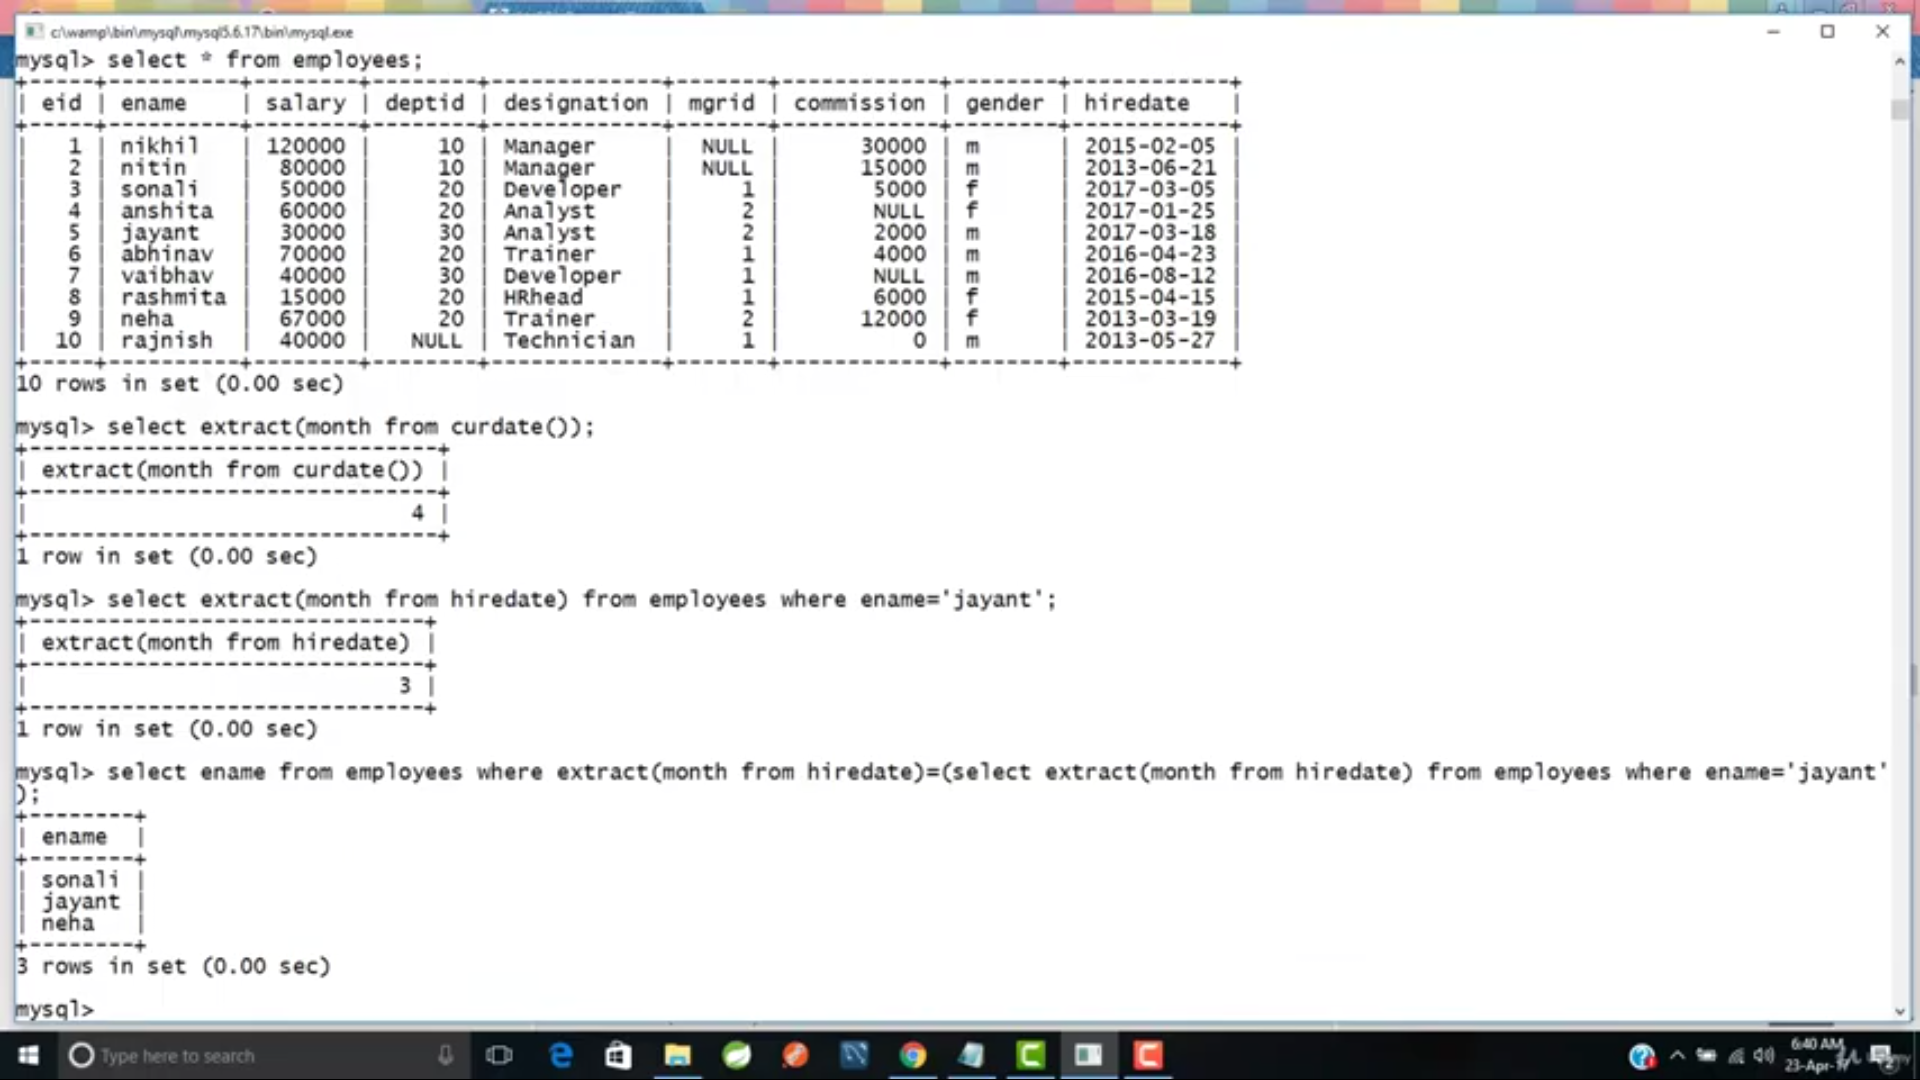 c:\wamp\bin\mysql\mysql5.6.17\bin\mysql.exe
mysql> select * from employees;
+-----+----------+--------+--------+-------------+-------+------------+--------+------------+
| eid | ename    | salary | deptid | designation | mgrid | commission | gender | hiredate   |
+-----+----------+--------+--------+-------------+-------+------------+--------+------------+
|   1 | nikhil   | 120000 |     10 | Manager     |  NULL |      30000 | m      | 2015-02-05 |
|   2 | nitin    |  80000 |     10 | Manager     |  NULL |      15000 | m      | 2013-06-21 |
|   3 | sonali   |  50000 |     20 | Developer   |     1 |       5000 | f      | 2017-03-05 |
|   4 | anshita  |  60000 |     20 | Analyst     |     2 |       NULL | f      | 2017-01-25 |
|   5 | jayant   |  30000 |     30 | Analyst     |     2 |       2000 | m      | 2017-03-18 |
|   6 | abhinav  |  70000 |     20 | Trainer     |     1 |       4000 | m      | 2016-04-23 |
|   7 | vaibhav  |  40000 |     30 | Developer   |     1 |       NULL | m      | 2016-08-12 |
|   8 | rashmita |  15000 |     20 | HRhead      |     1 |       6000 | f      | 2015-04-15 |
|   9 | neha     |  67000 |     20 | Trainer     |     2 |      12000 | f      | 2013-03-19 |
|  10 | rajnish  |  40000 |   NULL | Technician  |     1 |          0 | m      | 2013-05-27 |
+-----+----------+--------+--------+-------------+-------+------------+--------+------------+
10 rows in set (0.00 sec)
mysql> select extract(month from curdate());
+-------------------------------+
| extract(month from curdate()) |
+-------------------------------+
|                             4 |
+-------------------------------+
1 row in set (0.00 sec)
mysql> select extract(month from hiredate) from employees where ename='jayant';
+------------------------------+
| extract(month from hiredate) |
+------------------------------+
|                            3 |
+------------------------------+
1 row in set (0.00 sec)
mysql> select ename from employees where extract(month from hiredate)=(select extract(month from hiredate) from employees where ename='jayant'
);
+--------+
| ename  |
+--------+
| sonali |
| jayant |
| neha   |
+--------+
3 rows in set (0.00 sec)
mysql>
Type here to search
6:40 AM
23-Apr-